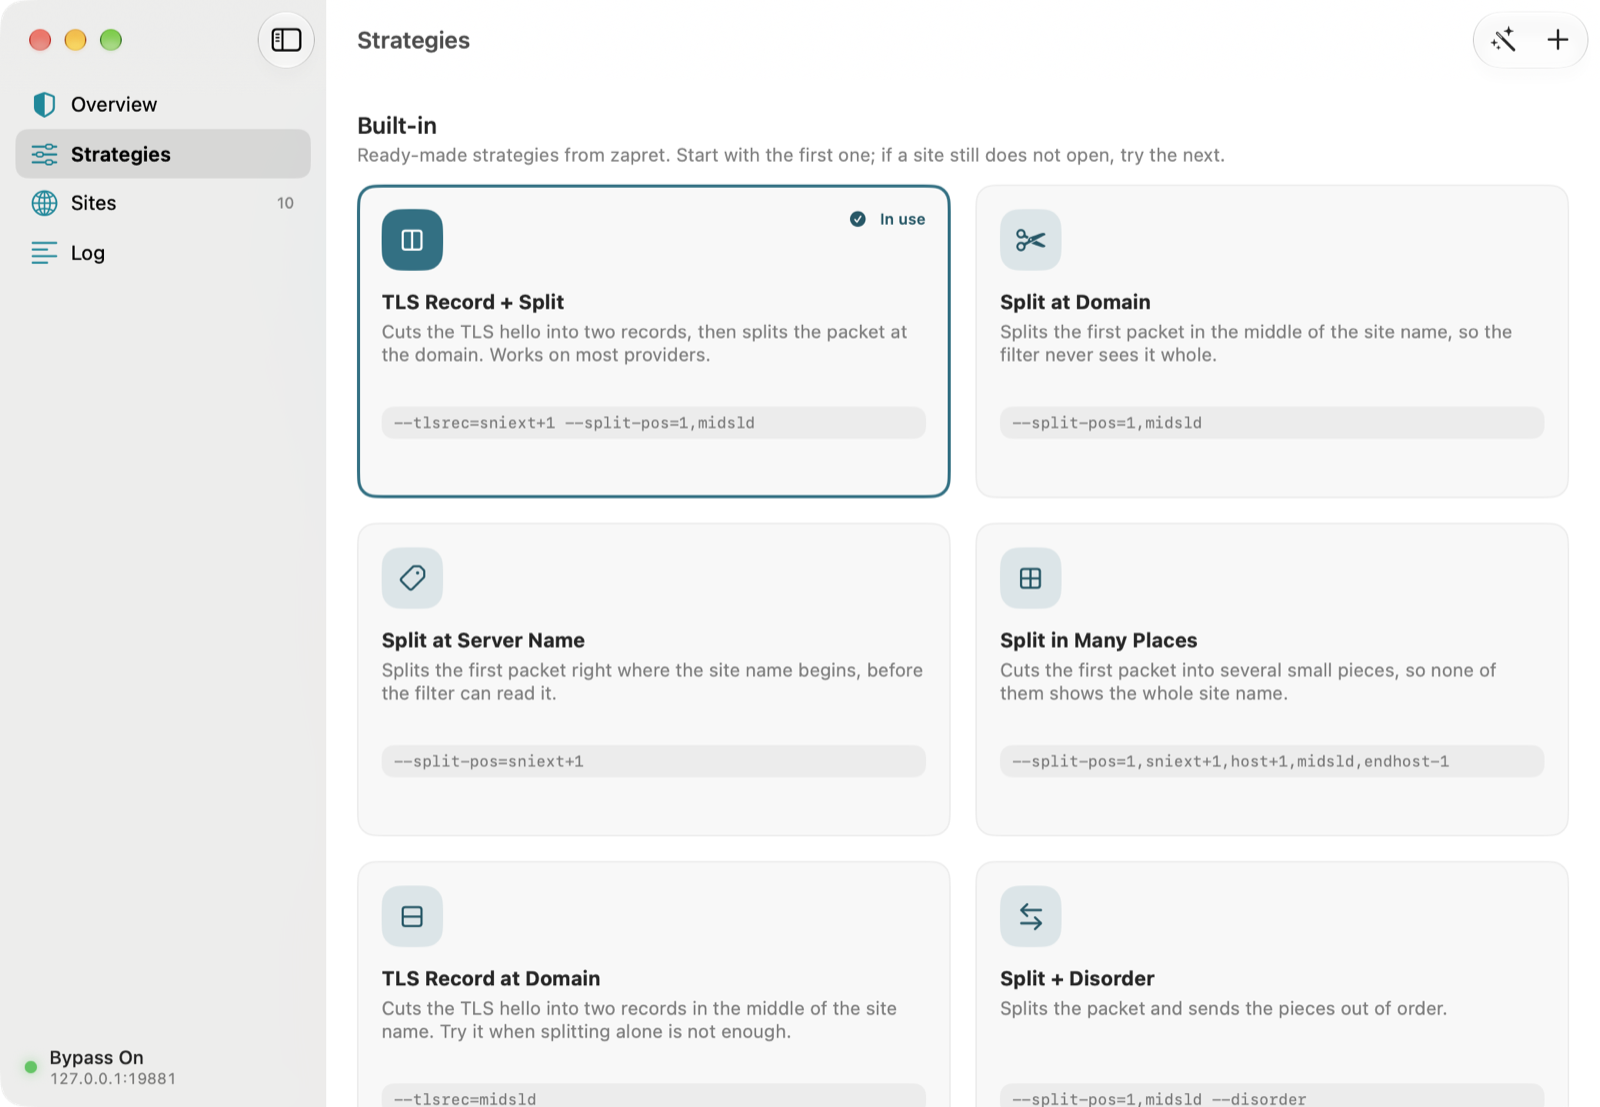 Strategies
Overview
Strategies
Sites 10
Log
Bypass On
127.0.0.1:19881
Built-in
Ready-made strategies from zapret. Start with the first one; if a site still does not open, try the next.
In use
TLS Record + Split
Cuts the TLS hello into two records, then splits the packet at
the domain. Works on most providers.
--tlsrec=sniext+1 --split-pos=1,midsld
Split at Domain
Splits the first packet in the middle of the site name, so the
filter never sees it whole.
--split-pos=1,midsld
Split at Server Name
Splits the first packet right where the site name begins, before
the filter can read it.
--split-pos=sniext+1
Split in Many Places
Cuts the first packet into several small pieces, so none of
them shows the whole site name.
--split-pos=1,sniext+1,host+1,midsld,endhost-1
TLS Record at Domain
Cuts the TLS hello into two records in the middle of the site
name. Try it when splitting alone is not enough.
--tlsrec=midsld
Split + Disorder
Splits the packet and sends the pieces out of order.
--split-pos=1,midsld --disorder